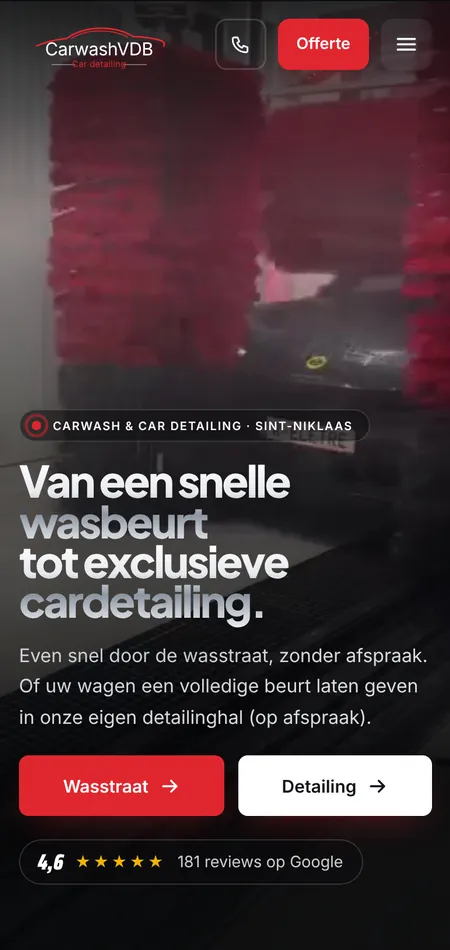 CarwashVDB
Car detailing
Offerte
CARWASH & CAR DETAILING · SINT-NIKLAAS
Van een snelle
wasbeurt
tot exclusieve
cardetailing.
Even snel door de wasstraat, zonder afspraak.
Of uw wagen een volledige beurt laten geven
in onze eigen detailinghal (op afspraak).
Wasstraat →
Detailing →
4,6 ★★★★★ 181 reviews op Google